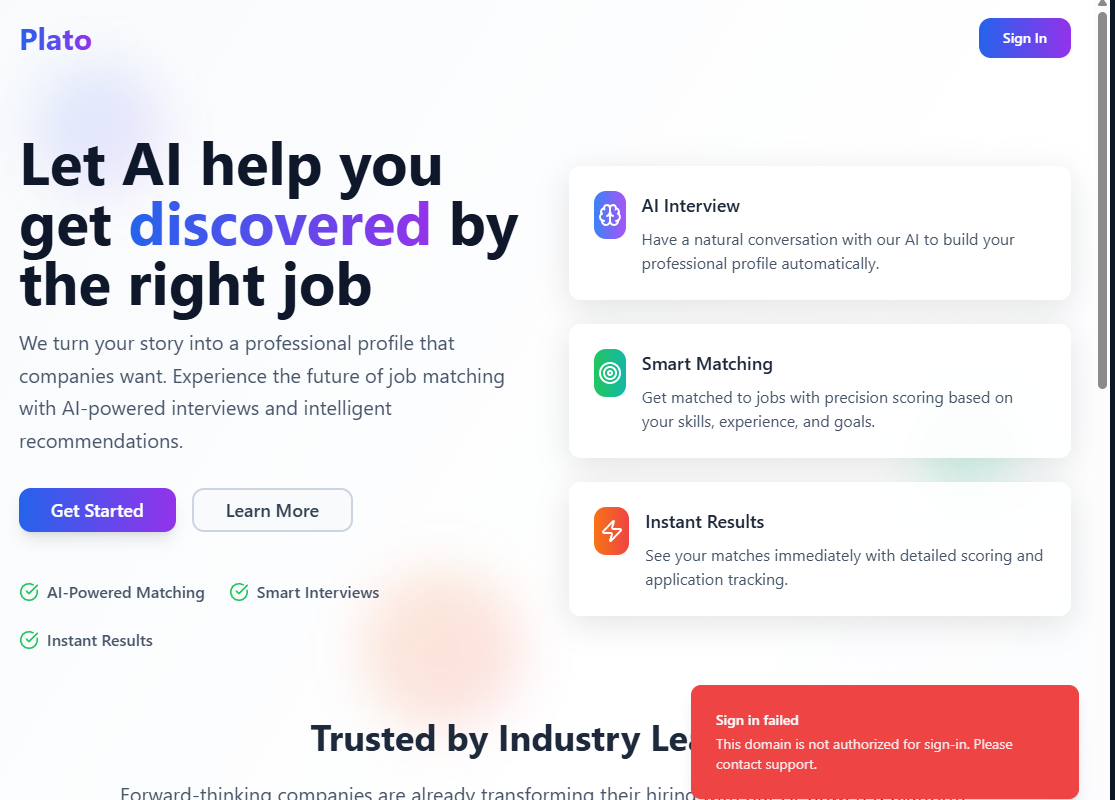 Plato
Sign In
Let AI help you
get discovered by
the right job
We turn your story into a professional profile that
companies want. Experience the future of job matching
with AI-powered interviews and intelligent
recommendations.
Get Started
Learn More
AI-Powered Matching
Smart Interviews
Instant Results
AI Interview
Have a natural conversation with our AI to build your
professional profile automatically.
Smart Matching
Get matched to jobs with precision scoring based on
your skills, experience, and goals.
Instant Results
See your matches immediately with detailed scoring and
application tracking.
Trusted by Industry
Forward-thinking companies are already transforming their hiring
Sign in failed
This domain is not authorized for sign-in. Please
contact support.